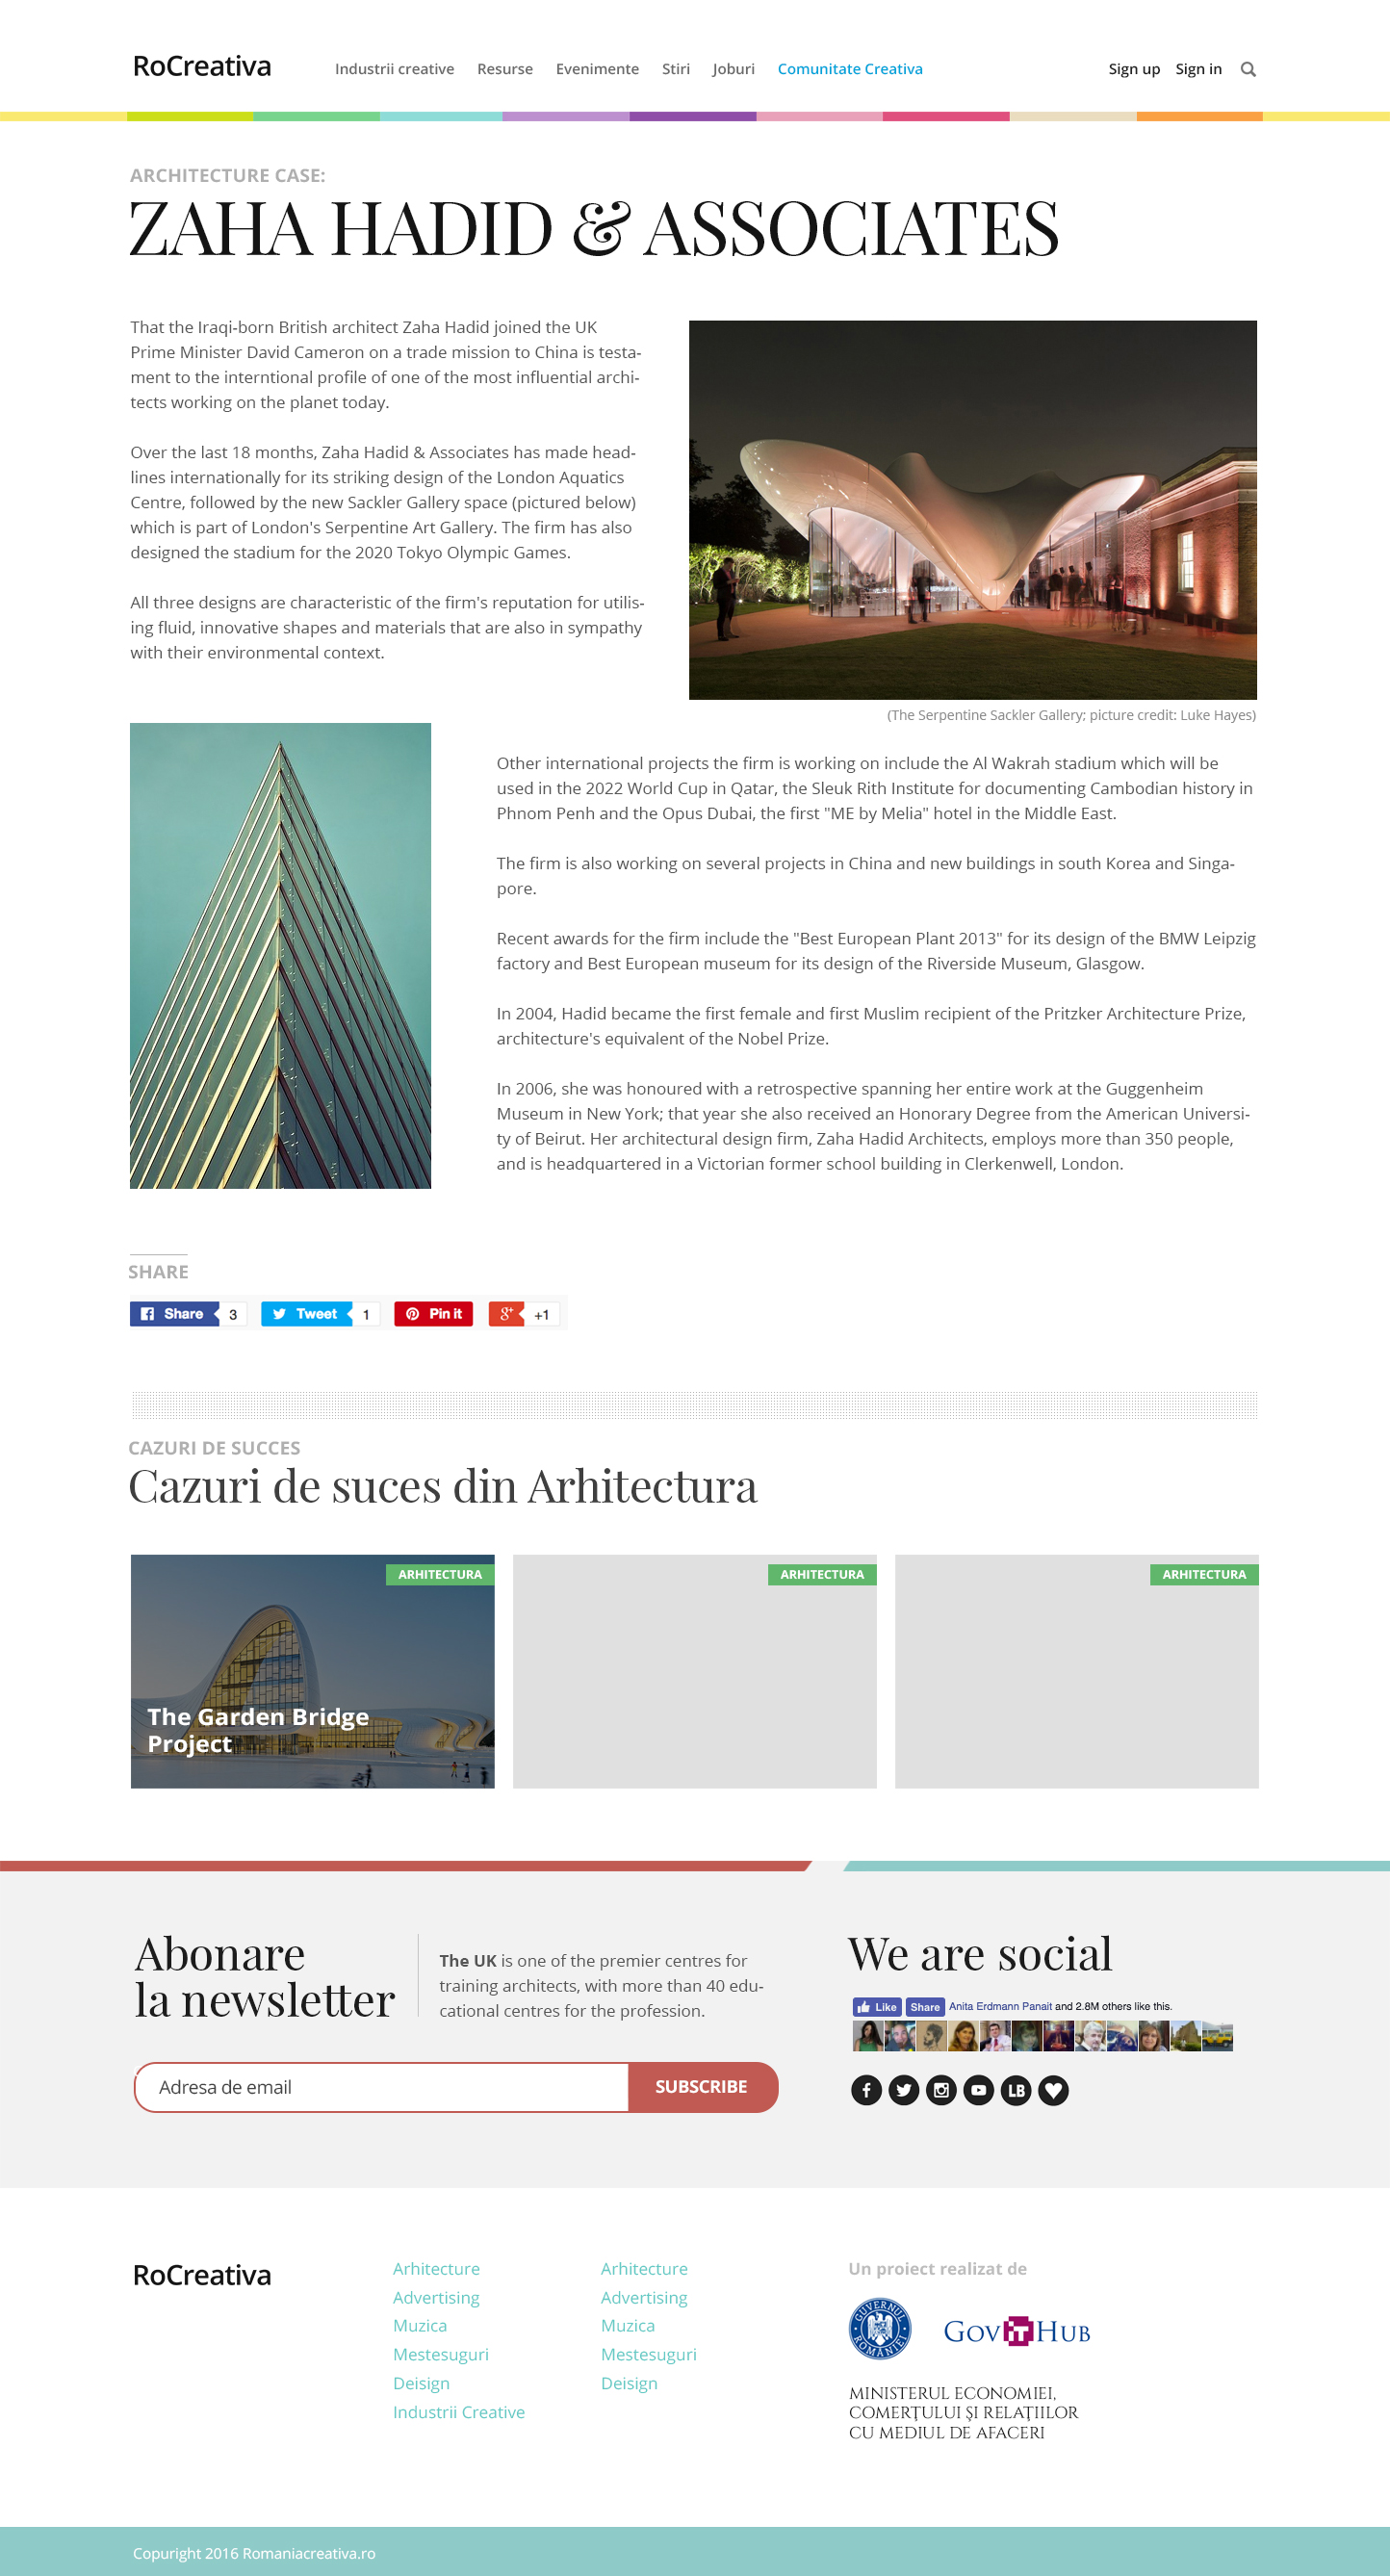 RoCreativa
Industrii creative Resurse Evenimente Stiri Joburi Comunitate Creativa
Sign up Sign in
ARCHITECTURE CASE:
ZAHA HADID & ASSOCIATES
That the Iraqi-born British architect Zaha Hadid joined the UK
Prime Minister David Cameron on a trade mission to China is testa-
ment to the interntional profile of one of the most influential archi-
tects working on the planet today.
Over the last 18 months, Zaha Hadid & Associates has made head-
lines internationally for its striking design of the London Aquatics
Centre, followed by the new Sackler Gallery space (pictured below)
which is part of London's Serpentine Art Gallery. The firm has also
designed the stadium for the 2020 Tokyo Olympic Games.
All three designs are characteristic of the firm's reputation for utilis-
ing fluid, innovative shapes and materials that are also in sympathy
with their environmental context.
(The Serpentine Sackler Gallery; picture credit: Luke Hayes)
Other international projects the firm is working on include the Al Wakrah stadium which will be
used in the 2022 World Cup in Qatar, the Sleuk Rith Institute for documenting Cambodian history in
Phnom Penh and the Opus Dubai, the first "ME by Melia" hotel in the Middle East.
The firm is also working on several projects in China and new buildings in south Korea and Singa-
pore.
Recent awards for the firm include the "Best European Plant 2013" for its design of the BMW Leipzig
factory and Best European museum for its design of the Riverside Museum, Glasgow.
In 2004, Hadid became the first female and first Muslim recipient of the Pritzker Architecture Prize,
architecture's equivalent of the Nobel Prize.
In 2006, she was honoured with a retrospective spanning her entire work at the Guggenheim
Museum in New York; that year she also received an Honorary Degree from the American Universi-
ty of Beirut. Her architectural design firm, Zaha Hadid Architects, employs more than 350 people,
and is headquartered in a Victorian former school building in Clerkenwell, London.
SHARE
Share 3 Tweet 1 Pin it g+ +1
CAZURI DE SUCCES
Cazuri de suces din Arhitectura
ARHITECTURA
The Garden Bridge
Project
ARHITECTURA
ARHITECTURA
Abonare
la newsletter
The UK is one of the premier centres for
training architects, with more than 40 edu-
cational centres for the profession.
Adresa de email
SUBSCRIBE
We are social
Like Share Anita Erdmann Panait and 2.8M others like this.
LB
RoCreativa
Arhitecture
Advertising
Muzica
Mestesuguri
Deisign
Industrii Creative
Arhitecture
Advertising
Muzica
Mestesuguri
Deisign
Un proiect realizat de
GUVERNUL ROMÂNIEI
GOV IT HUB
MINISTERUL ECONOMIEI,
COMERŢULUI ŞI RELAŢIILOR
CU MEDIUL DE AFACERI
Copuright 2016 Romaniacreativa.ro